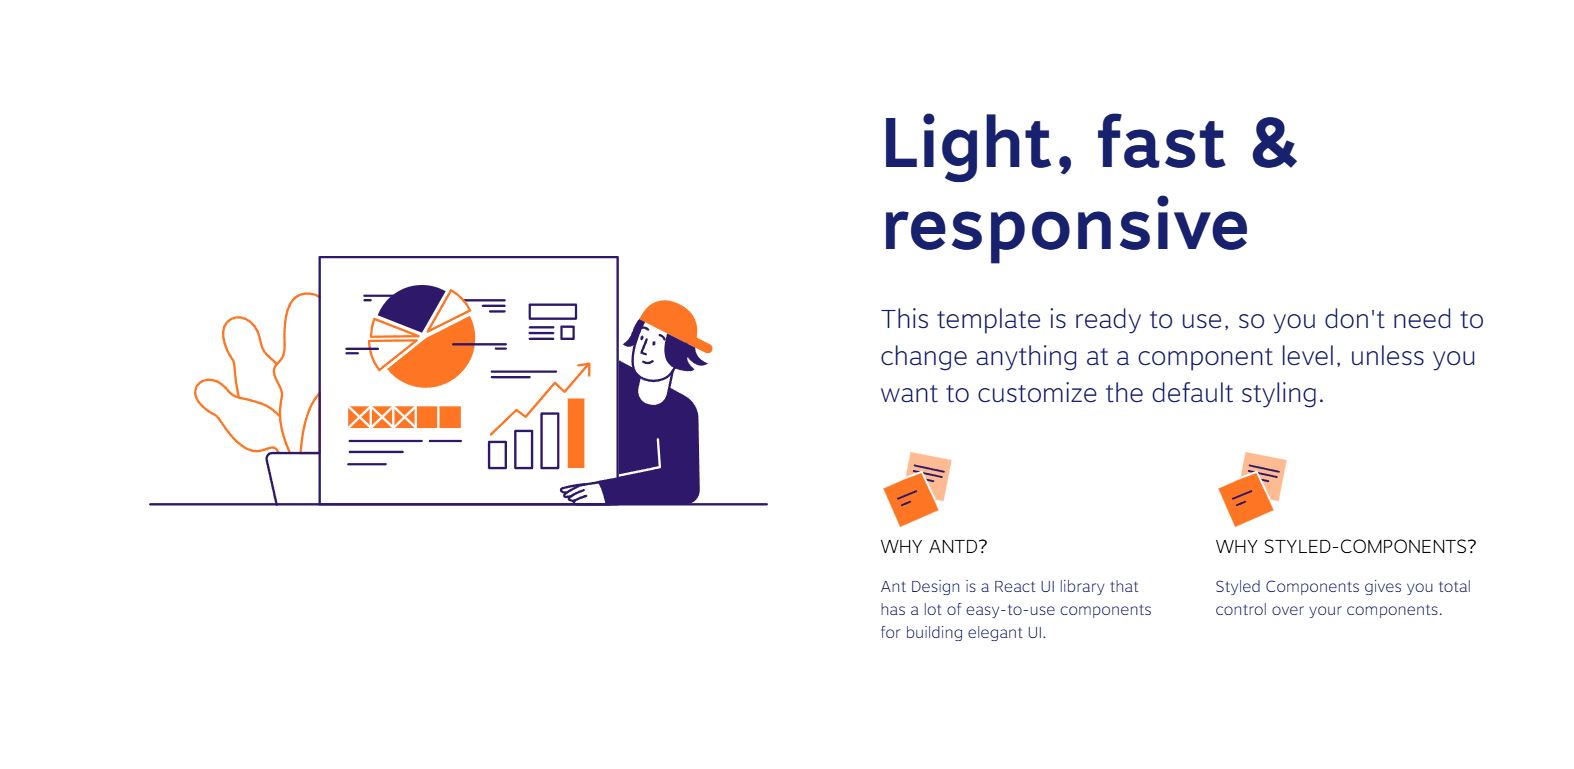 Light, fast &
responsive
This template is ready to use, so you don't need to
change anything at a component level, unless you
want to customize the default styling.
WHY ANTD?
Ant Design is a React UI library that
has a lot of easy-to-use components
for building elegant UI.
WHY STYLED-COMPONENTS?
Styled Components gives you total
control over your components.